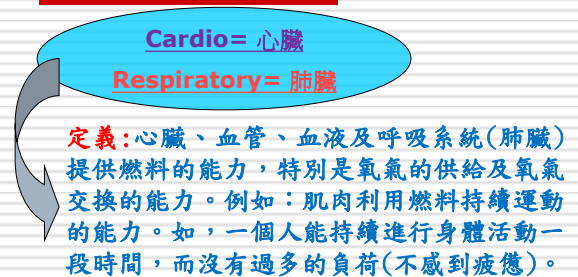 Cardio= 心臟
Respiratory= 肺臟
定義:心臟、血管、血液及呼吸系統(肺臟)
提供燃料的能力，特別是氧氣的供給及氧氣
交換的能力。例如：肌肉利用燃料持續運動
的能力。如，一個人能持續進行身體活動一
段時間，而沒有過多的負荷(不感到疲憊)。